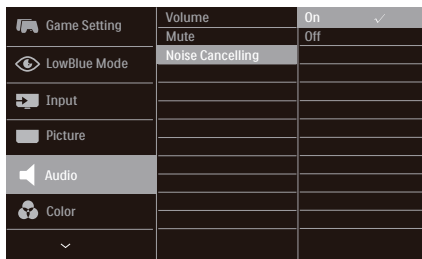 Game Setting
LowBlue Mode
Input
Picture
Audio
Color
Volume
Mute
Noise Cancelling
On ✓
Off